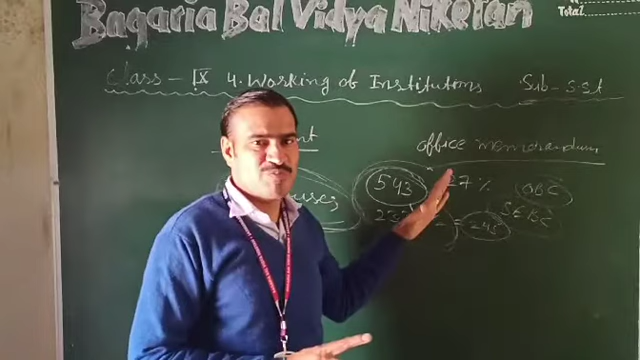 Bagaria Bal Vidya Niketan
Total
Class - IX 4. Working of Institutions Sub - S.St
office memorandum
543 27% OBC
SEBC
= 245